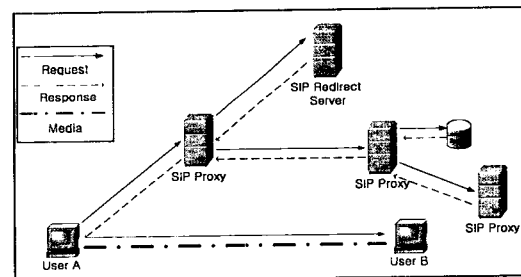 Request
Response
Media
SIP Redirect
Server
SIP Proxy
SIP Proxy
SIP Proxy
User A
User B